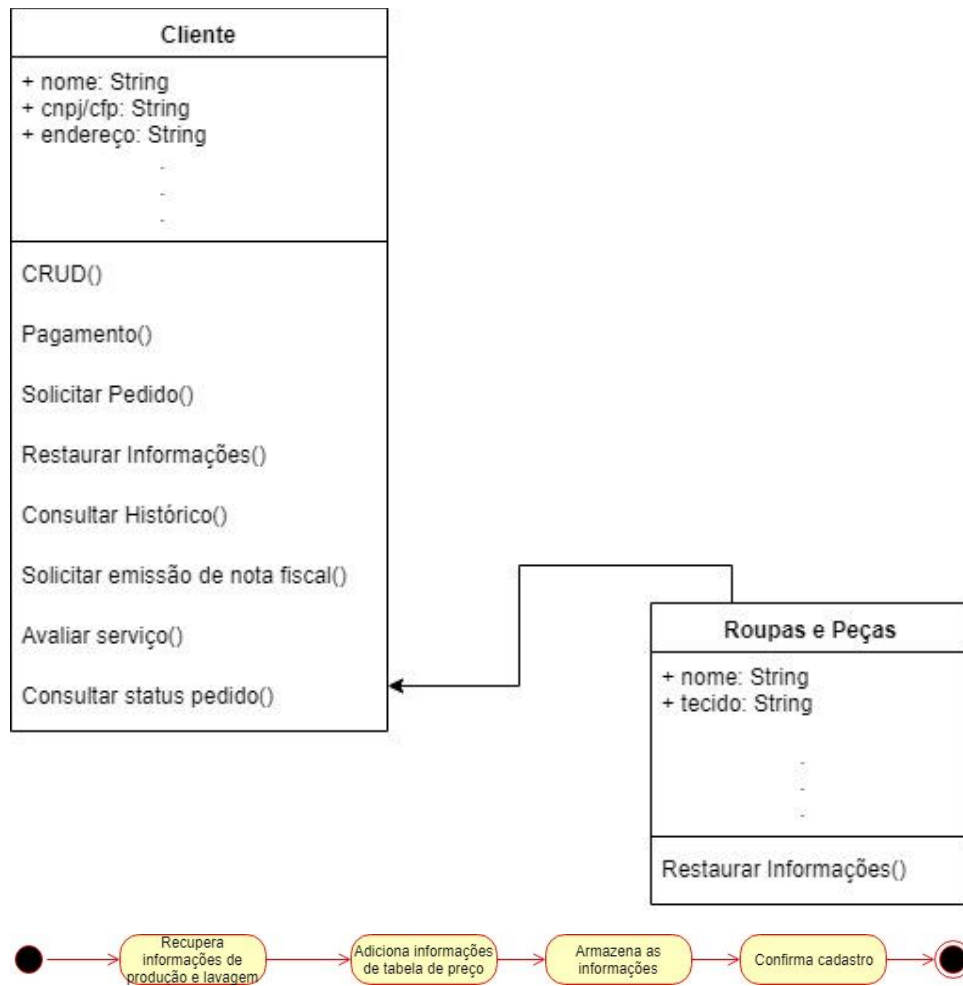 Cliente
+ nome: String
+ cnpj/cfp: String
+ endereço: String
.
.
.
CRUD()
Pagamento()
Solicitar Pedido()
Restaurar Informações()
Consultar Histórico()
Solicitar emissão de nota fiscal()
Avaliar serviço()
Consultar status pedido()
Roupas e Peças
+ nome: String
+ tecido: String
.
.
.
Restaurar Informações()
Recupera
informações de
produção e lavagem
Adiciona informações
de tabela de preço
Armazena as
informações
Confirma cadastro